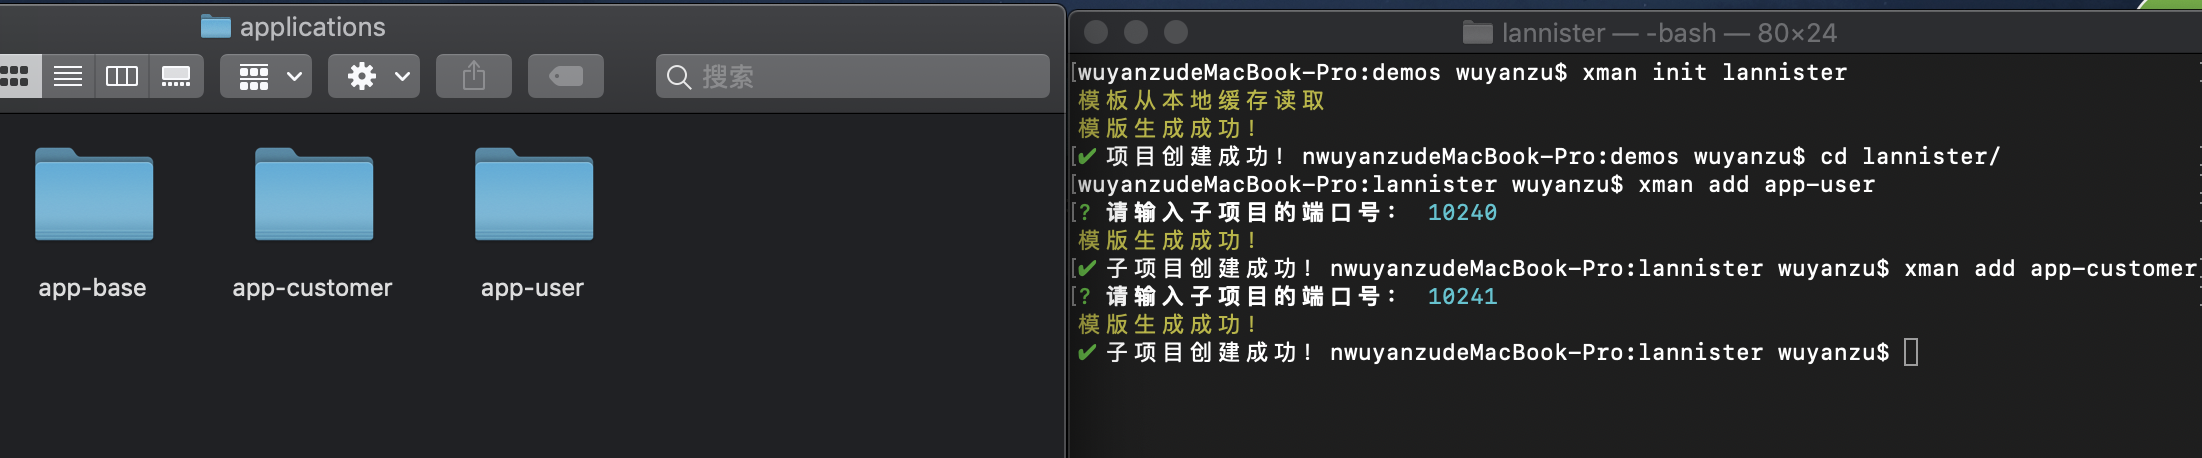 applications
搜索
app-base
app-customer
app-user
lannister — -bash — 80×24
[wuyanzudeMacBook-Pro:demos wuyanzu$ xman init lannister
模板从本地缓存读取
模版生成成功!
[✔ 项目创建成功! nwuyanzudeMacBook-Pro:demos wuyanzu$ cd lannister/
[wuyanzudeMacBook-Pro:lannister wuyanzu$ xman add app-user
[? 请输入子项目的端口号: 10240
模版生成成功!
[✔ 子项目创建成功! nwuyanzudeMacBook-Pro:lannister wuyanzu$ xman add app-customer
[? 请输入子项目的端口号: 10241
模版生成成功!
✔ 子项目创建成功! nwuyanzudeMacBook-Pro:lannister wuyanzu$